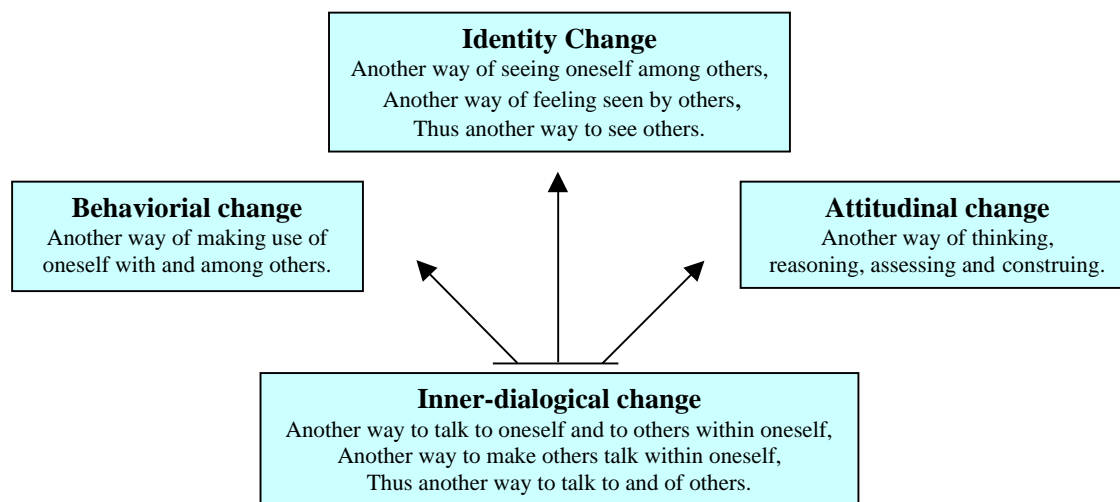 Identity Change
Another way of seeing oneself among others,
Another way of feeling seen by others,
Thus another way to see others.
Behaviorial change
Another way of making use of
oneself with and among others.
Attitudinal change
Another way of thinking,
reasoning, assessing and construing.
Inner-dialogical change
Another way to talk to oneself and to others within oneself,
Another way to make others talk within oneself,
Thus another way to talk to and of others.